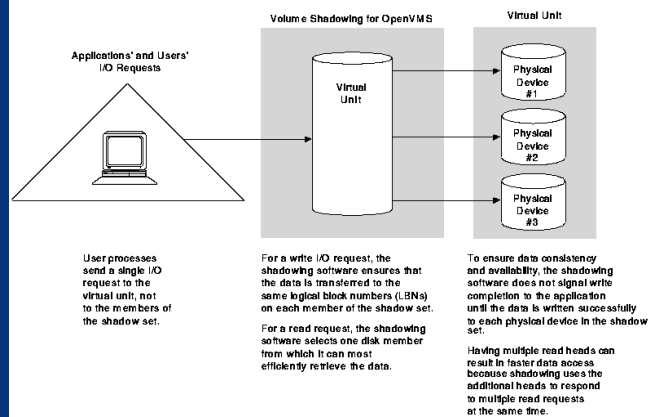 Volume Shadowing for OpenVMS
Virtual Unit
Applications' and Users'
I/O Requests
Virtual
Unit
Physical
Device
#1
Physical
Device
#2
Physical
Device
#3
User processes
send a single I/O
request to the
virtual unit, not
to the members of
the shadow set.
For a write I/O request, the
shadowing software ensures that
the data is transferred to the
same logical block numbers (LBNs)
on each member of the shadow set.
For a read request, the shadowing
software selects one disk member
from which it can most
efficiently retrieve the data.
To ensure data consistency
and availability, the shadowing
software does not signal write
completion to the application
until the data is written successfully
to each physical device in the shadow
set.
Having multiple read heads can
result in faster data access
because shadowing uses the
additional heads to respond
to multiple read requests
at the same time.